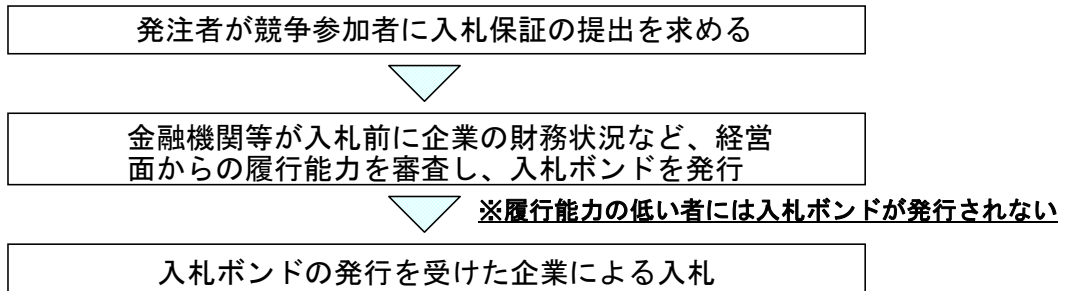 発注者が競争参加者に入札保証の提出を求める
金融機関等が入札前に企業の財務状況など、経営
面からの履行能力を審査し、入札ボンドを発行
※履行能力の低い者には入札ボンドが発行されない
入札ボンドの発行を受けた企業による入札